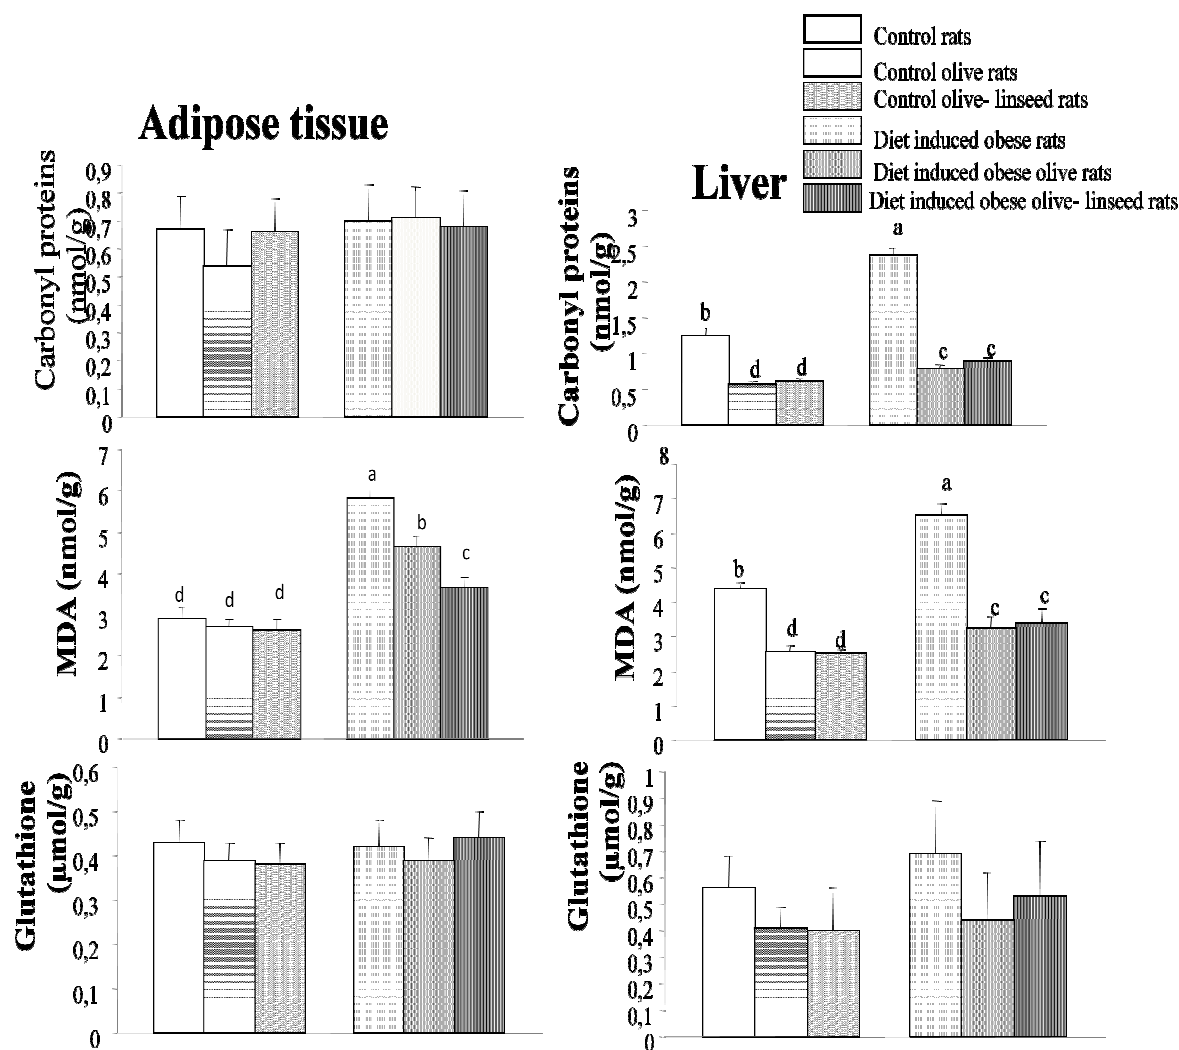 Control rats
Control olive rats
Control olive- linseed rats
Diet induced obese rats
Diet induced obese olive rats
Diet induced obese olive- linseed rats
Adipose tissue
Carbonyl proteins
(nmol/g)
0,9
0,8
0,7
0,6
0,5
0,4
0,3
0,2
0,1
0
Liver
Carbonyl proteins
(nmol/g)
3
2,5
2
1,5
1
0,5
0
b
d
d
a
c
c
MDA (nmol/g)
7
6
5
4
3
2
1
0
d
d
d
a
b
c
MDA (nmol/g)
8
7
6
5
4
3
2
1
0
b
d
d
a
c
c
Glutathione
(µmol/g)
0,6
0,5
0,4
0,3
0,2
0,1
0
Glutathione
(µmol/g)
1
0,9
0,8
0,7
0,6
0,5
0,4
0,3
0,2
0,1
0